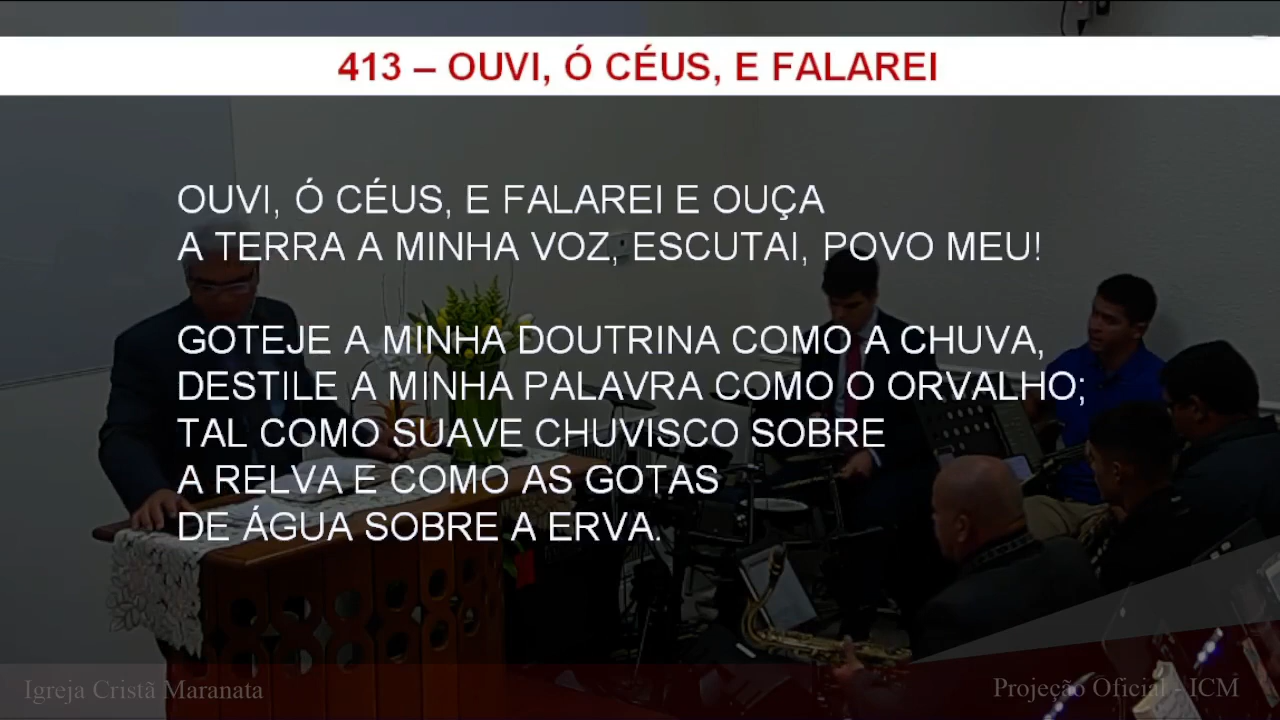 413 – OUVI, Ó CÉUS, E FALAREI
OUVI, Ó CÉUS, E FALAREI E OUÇA
A TERRA A MINHA VOZ, ESCUTAI, POVO MEU!
GOTEJE A MINHA DOUTRINA COMO A CHUVA,
DESTILE A MINHA PALAVRA COMO O ORVALHO;
TAL COMO SUAVE CHUVISCO SOBRE
A RELVA E COMO AS GOTAS
DE ÁGUA SOBRE A ERVA.
Igreja Cristã Maranata
Projeção Oficial - ICM